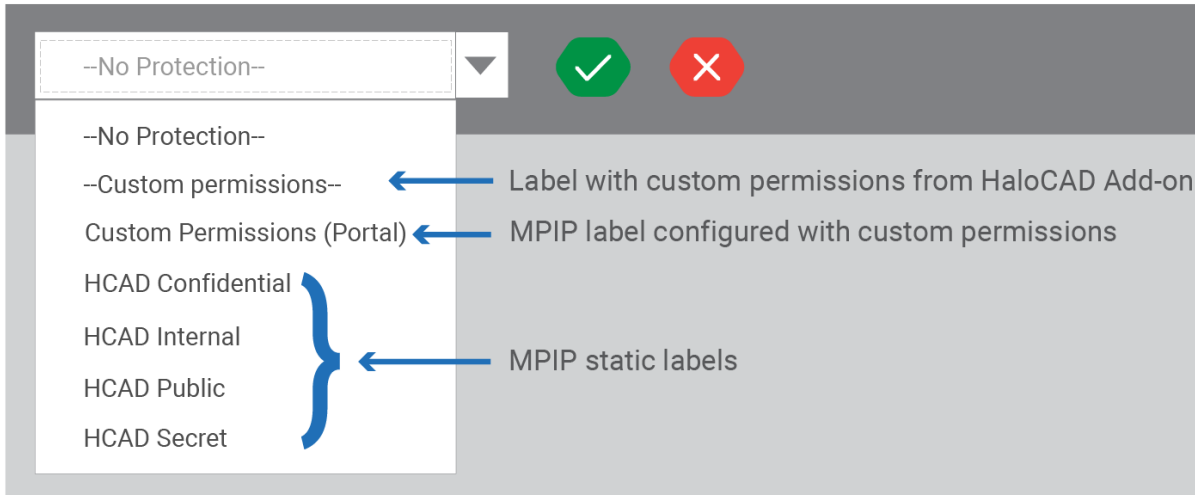 --No Protection--
--No Protection--
--Custom permissions--
Label with custom permissions from HaloCAD Add-on
Custom Permissions (Portal)
MPIP label configured with custom permissions
HCAD Confidential
HCAD Internal
MPIP static labels
HCAD Public
HCAD Secret